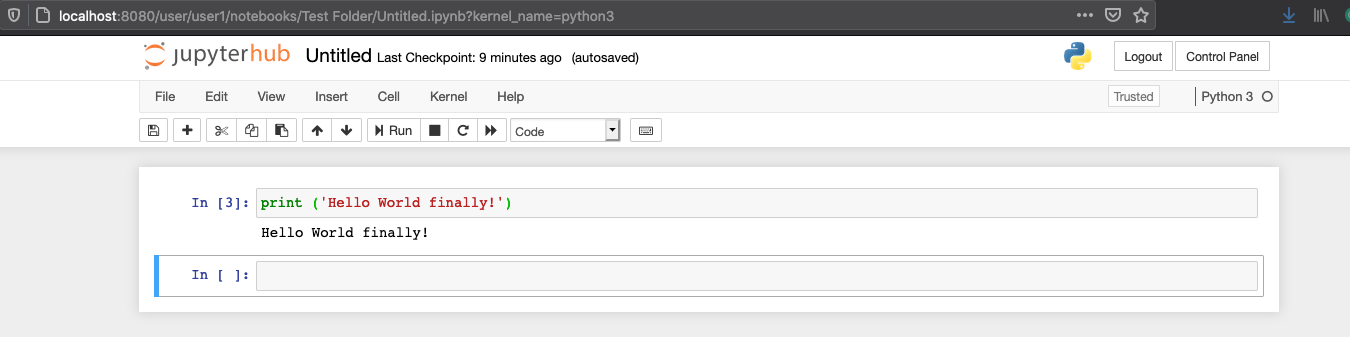 localhost:8080/user/user1/notebooks/Test Folder/Untitled.ipynb?kernel_name=python3
jupyterhub Untitled Last Checkpoint: 9 minutes ago (autosaved) Logout Control Panel
File Edit View Insert Cell Kernel Help Trusted Python 3
Run Code
In [3]: print ('Hello World finally!')
Hello World finally!
In [ ]: